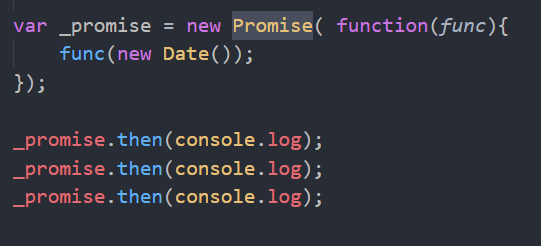 var _promise = new Promise( function(func){
    func(new Date());
});

_promise.then(console.log);
_promise.then(console.log);
_promise.then(console.log);